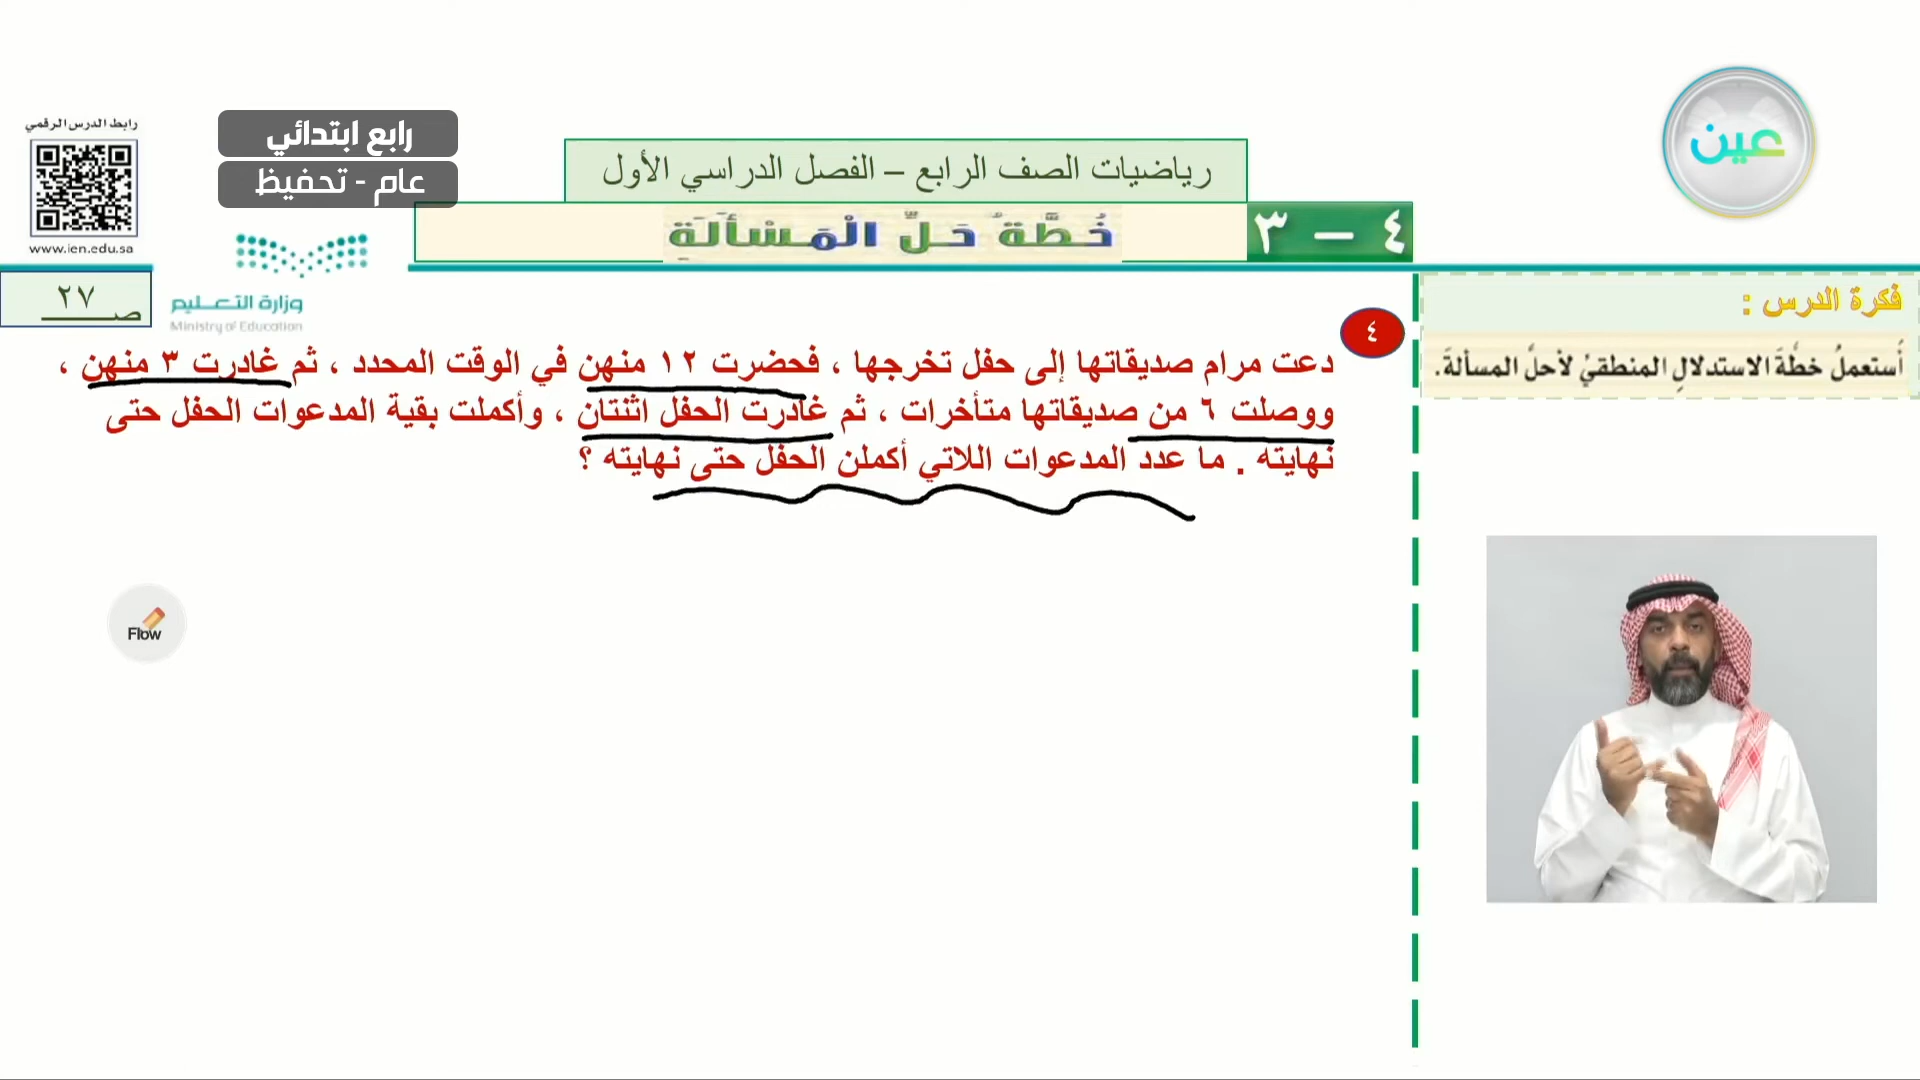 عين
رابط الدرس الرقمي
www.ien.edu.sa
رابع ابتدائي
عام - تحفيظ
رياضيات الصف الرابع – الفصل الدراسي الأول
٤ – ٣
خُطَّةُ حَلِّ الْمَسْأَلَةِ
وزارة التعليم
Ministry of Education
صـ ٢٧
فكرة الدرس :
أستعملُ خطَّةَ الاستدلالِ المنطقيِّ لأحلَّ المسألةَ.
٤
دعت مرام صديقاتها إلى حفل تخرجها ، فحضرت ١٢ منهن في الوقت المحدد ، ثم غادرت ٣ منهن ،
ووصلت ٦ من صديقاتها متأخرات ، ثم غادرت الحفل اثنتان ، وأكملت بقية المدعوات الحفل حتى
نهايته . ما عدد المدعوات اللاتي أكملن الحفل حتى نهايته ؟
Flow